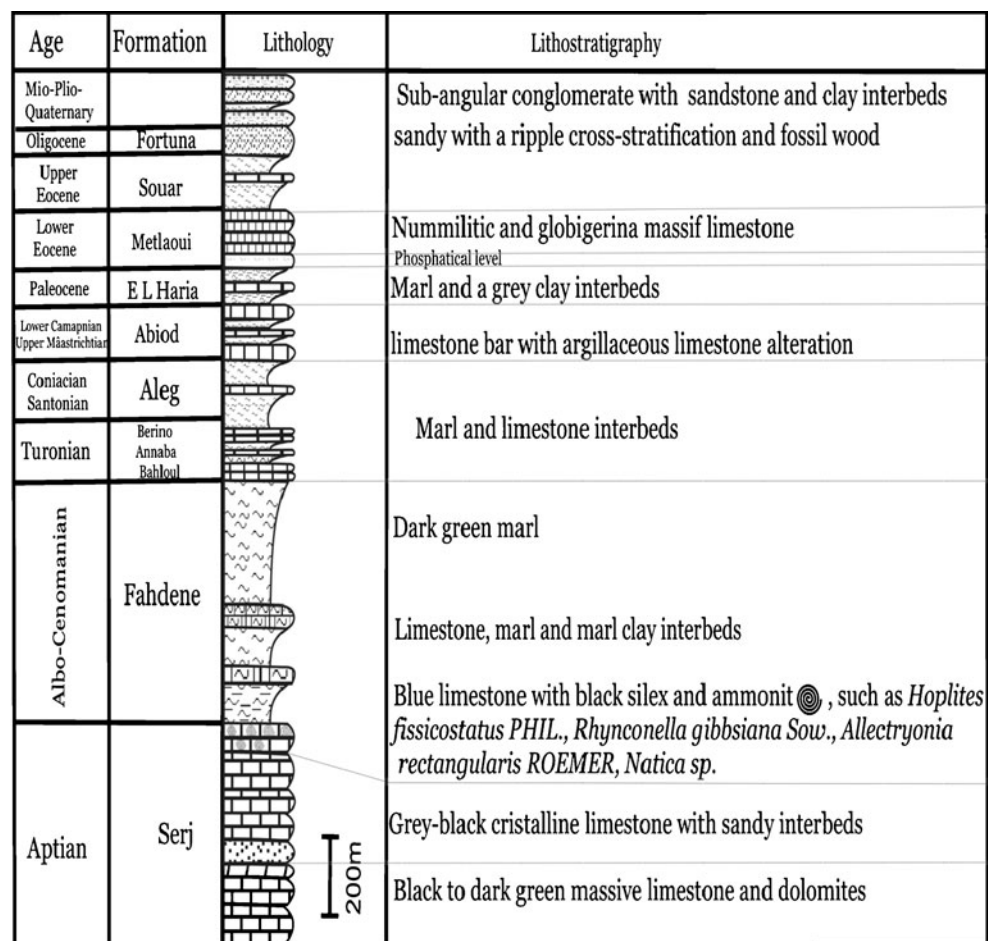 Age Formation Lithology Lithostratigraphy
Mio-Plio-
Quaternary
Sub-angular conglomerate with sandstone and clay interbeds
Oligocene Fortuna sandy with a ripple cross-stratification and fossil wood
Upper
Eocene
Souar
Lower
Eocene
Metlaoui
Nummilitic and globigerina massif limestone
Phosphatical level
Paleocene E L Haria Marl and a grey clay interbeds
Lower Camapnian
Upper Mâastrichtian
Abiod
limestone bar with argillaceous limestone alteration
Coniacian
Santonian
Aleg
Turonian
Berino
Annaba
Bahloul
Marl and limestone interbeds
Albo-Cenomanian
Fahdene
Dark green marl
Limestone, marl and marl clay interbeds
Blue limestone with black silex and ammonit , such as Hoplites
fissicostatus PHIL., Rhynconella gibbsiana Sow., Allectryonia
rectangularis ROEMER, Natica sp.
Aptian
Serj
Grey-black cristalline limestone with sandy interbeds
Black to dark green massive limestone and dolomites
200m